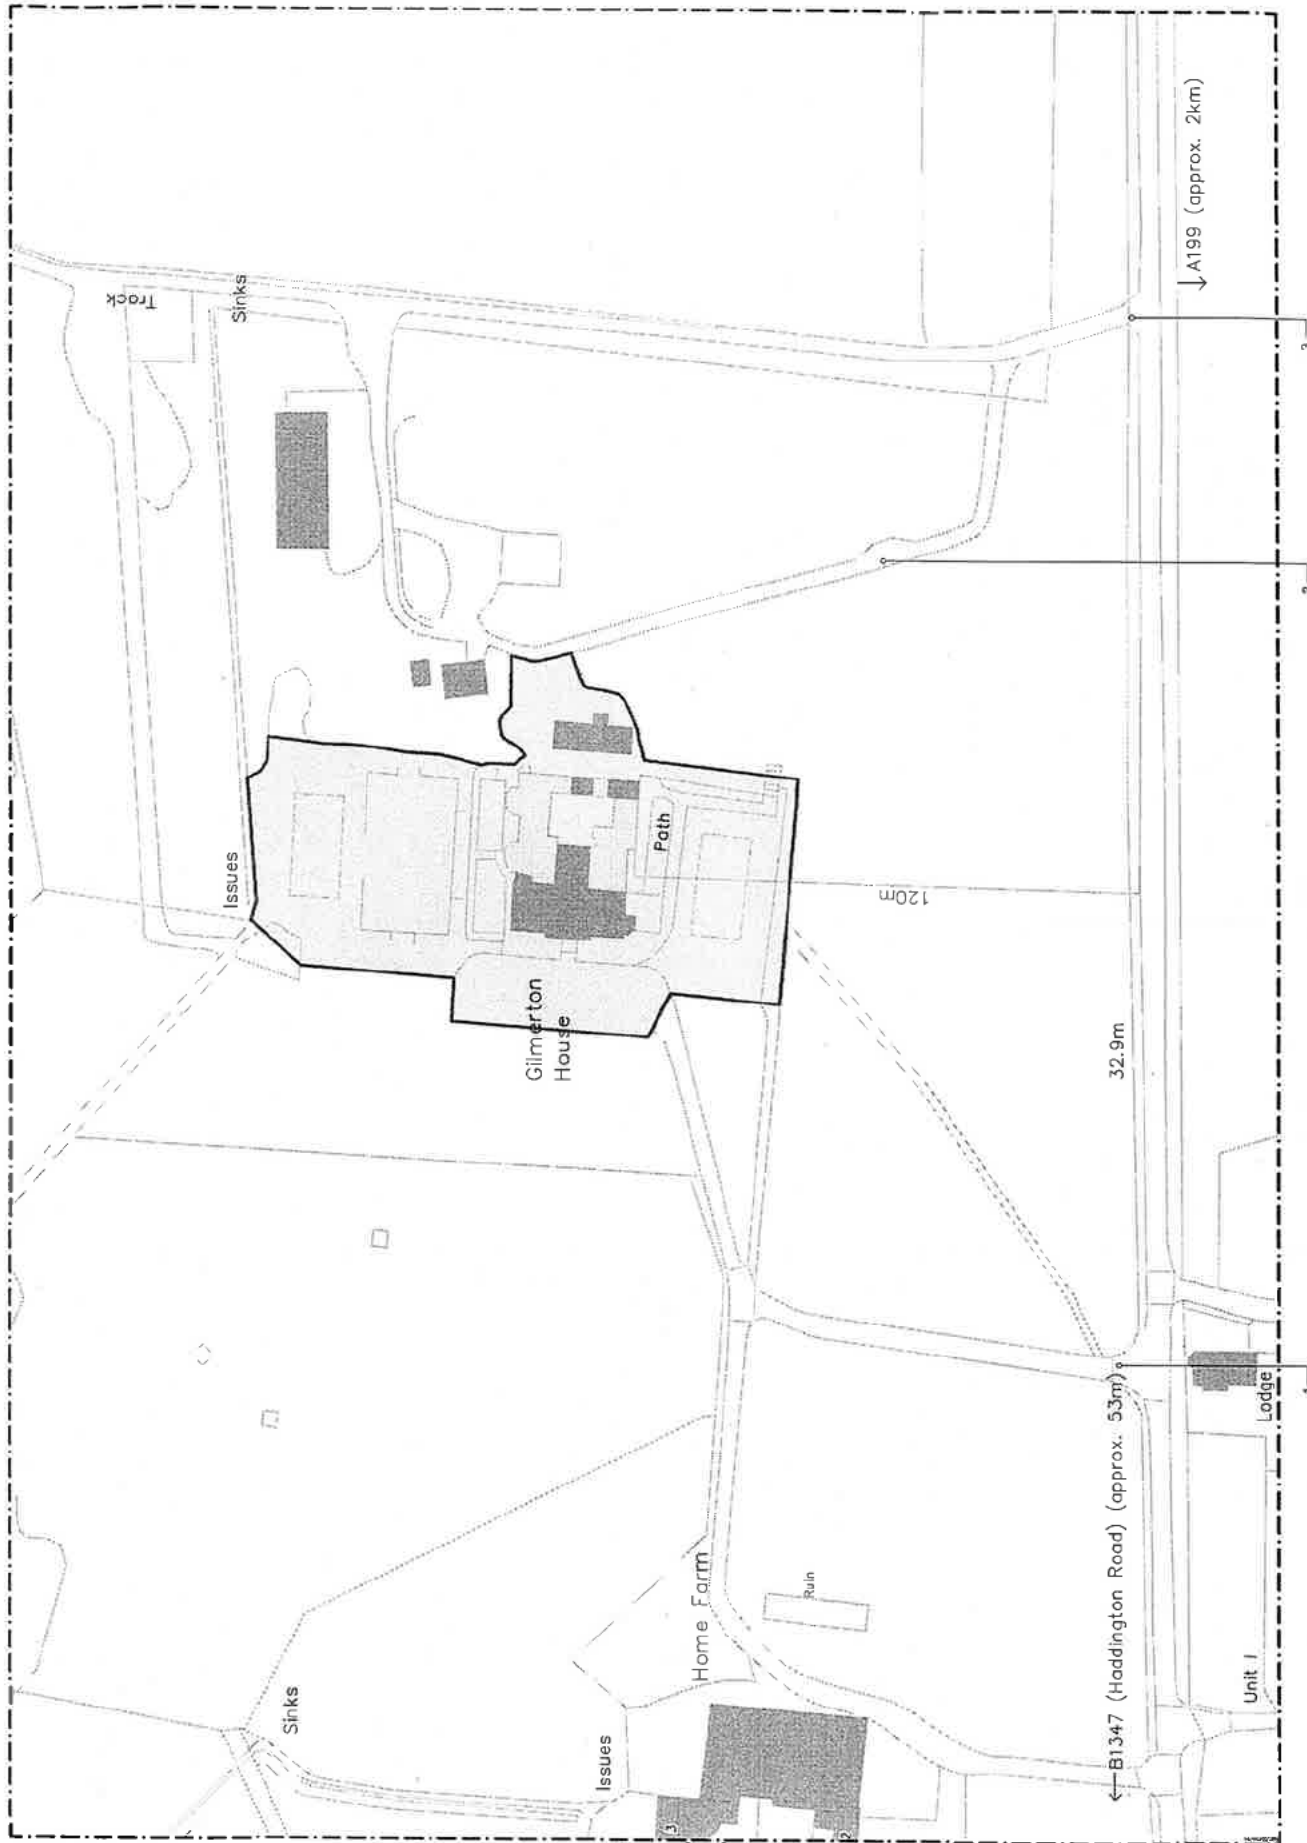 Track
Sinks
A199 (approx. 2km)
Issues
Path
120m
Gilmerton
House
32.9m
Home Farm
Ruin
Sinks
Issues
B1347 (Haddington Road) (approx. 53m)
Lodge
Unit 1
3
2